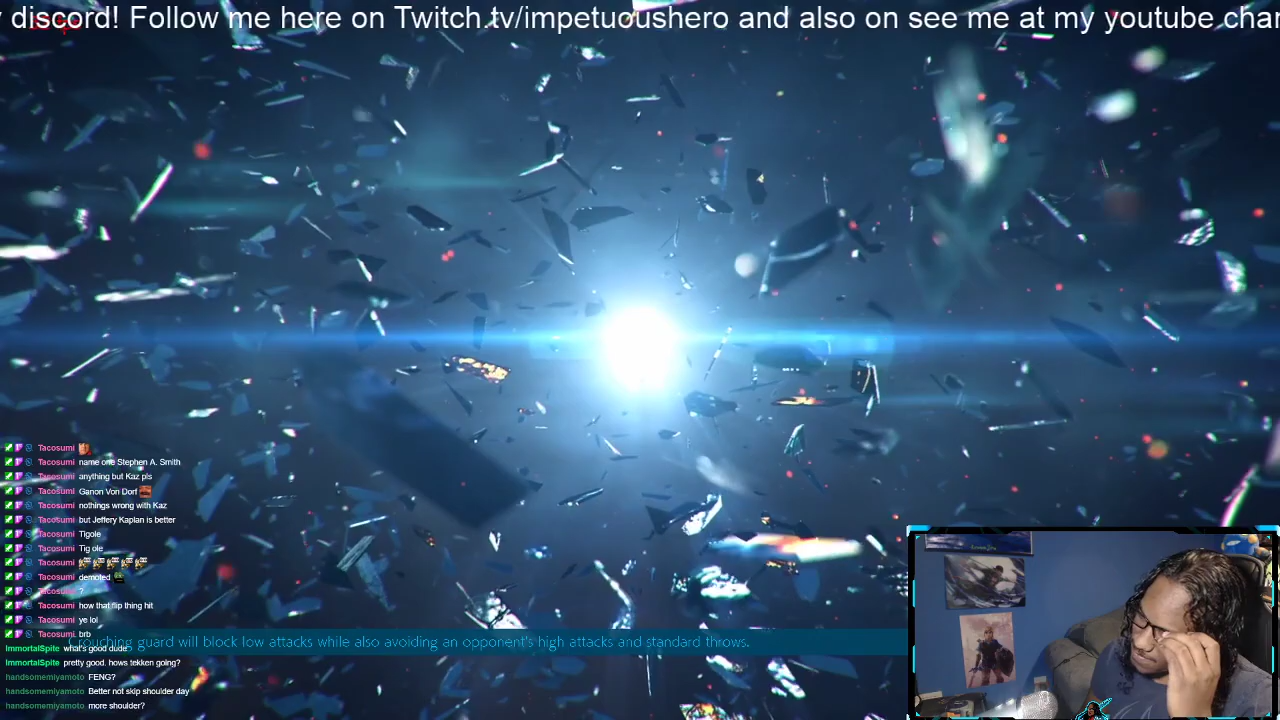 discord! Follow me here on Twitch.tv/impetuoushero and also on see me at my youtube
Tacosumi
Tacosumi name one Stephen A. Smith
Tacosumi anything but Kaz pls
Tacosumi Ganon Von Dorf
Tacosumi nothings wrong with Kaz
Tacosumi but Jeffery Kaplan is better
Tacosumi Tigole
Tacosumi Tig ole
Tacosumi
Tacosumi demoted
Tacosumi ?
Tacosumi how that flip thing hit
Tacosumi ye lol
Tacosumi brb
Crouching guard will block low attacks while also avoiding an opponent's high attacks and standard throws.
ImmortalSpite what's good dude
ImmortalSpite pretty good. hows tekken going?
handsomemiyamoto FENG?
handsomemiyamoto Better not skip shoulder day
handsomemiyamoto more shoulder?